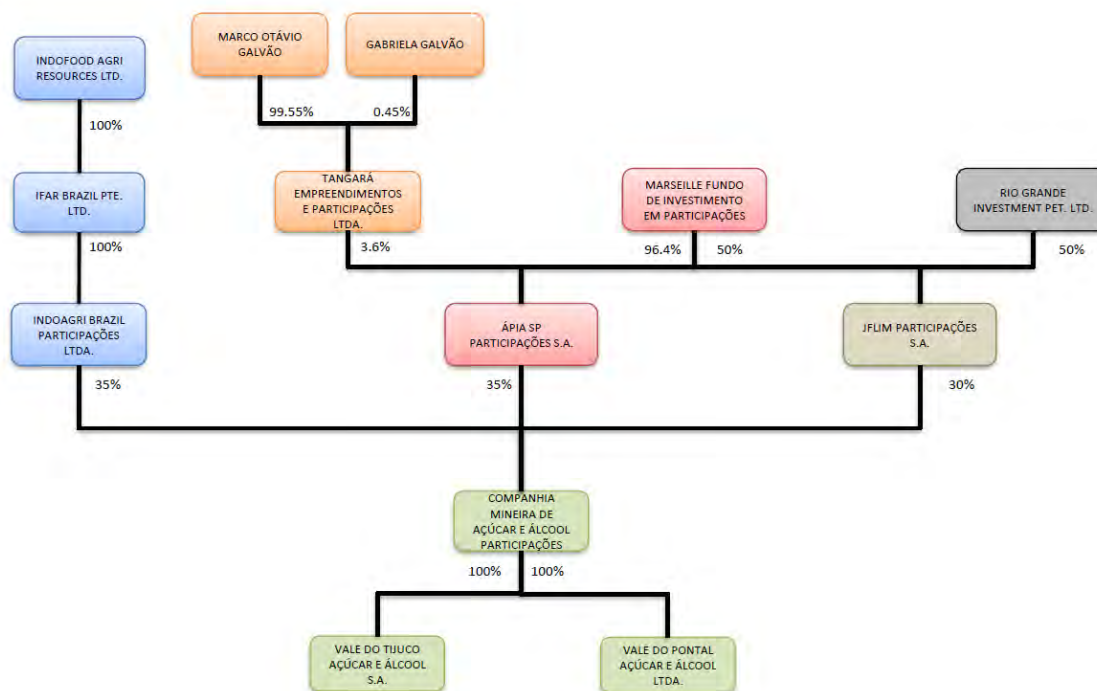 MARCO OTÁVIO
GALVÃO
GABRIELA GALVÃO
INDOFOOD AGRI
RESOURCES LTD.
99.55%
0.45%
100%
IFAR BRAZIL PTE.
LTD.
TANGARÁ
EMPREENDIMENTOS
E PARTICIPAÇÕES
LTDA.
MARSEILLE FUNDO
DE INVESTIMENTO
EM PARTICIPAÇÕES
RIO GRANDE
INVESTMENT PET. LTD.
100%
3.6%
96.4%
50%
50%
INDOAGRI BRAZIL
PARTICIPAÇÕES
LTDA.
ÁPIA SP
PARTICIPAÇÕES S.A.
JFLIM PARTICIPAÇÕES
S.A.
35%
35%
30%
COMPANHIA
MINEIRA DE
AÇÚCAR E ÁLCOOL
PARTICIPAÇÕES
100%
100%
VALE DO TIJUCO
AÇÚCAR E ÁLCOOL
S.A.
VALE DO PONTAL
AÇÚCAR E ÁLCOOL
LTDA.